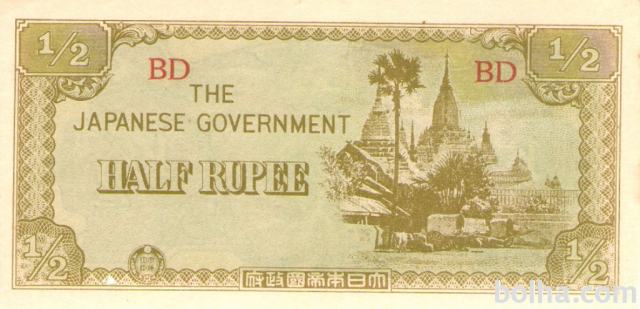 1/2
1/2
BD
BD
THE
JAPANESE GOVERNMENT
HALF RUPEE
1/2
1/2
府政國帝本日大
bolha.com